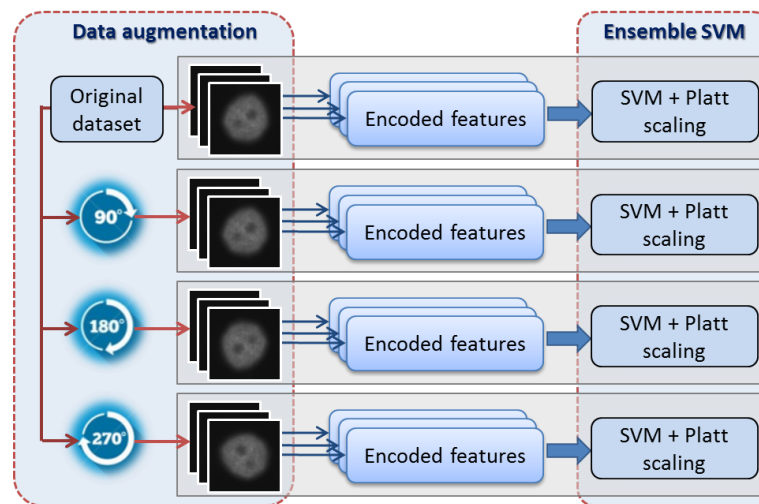 Data augmentation
Ensemble SVM
Original
dataset
Encoded features
SVM + Platt
scaling
90°
Encoded features
SVM + Platt
scaling
180°
Encoded features
SVM + Platt
scaling
270°
Encoded features
SVM + Platt
scaling